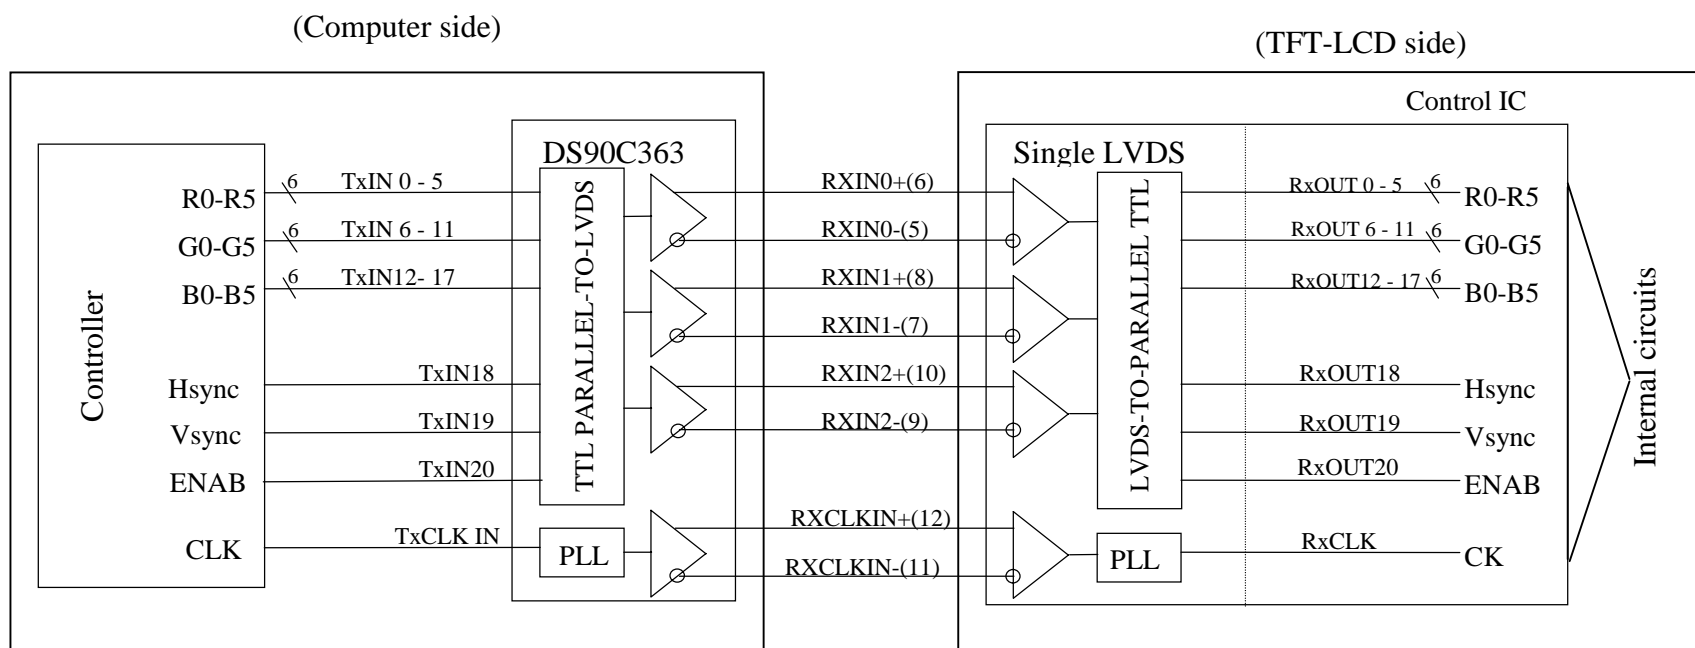 (Computer side)
(TFT-LCD side)
Control IC
DS90C363
Single LVDS
Controller
R0-R5
6
TxIN 0 - 5
G0-G5
6
TxIN 6 - 11
B0-B5
6
TxIN12- 17
Hsync
TxIN18
Vsync
TxIN19
ENAB
TxIN20
CLK
TxCLK IN
TTL PARALLEL-TO-LVDS
PLL
RXIN0+(6)
RXIN0-(5)
RXIN1+(8)
RXIN1-(7)
RXIN2+(10)
RXIN2-(9)
RXCLKIN+(12)
RXCLKIN-(11)
LVDS-TO-PARALLEL TTL
PLL
RxOUT 0 - 5
6
R0-R5
RxOUT 6 - 11
6
G0-G5
RxOUT12 - 17
6
B0-B5
RxOUT18
Hsync
RxOUT19
Vsync
RxOUT20
ENAB
RxCLK
CK
Internal circuits